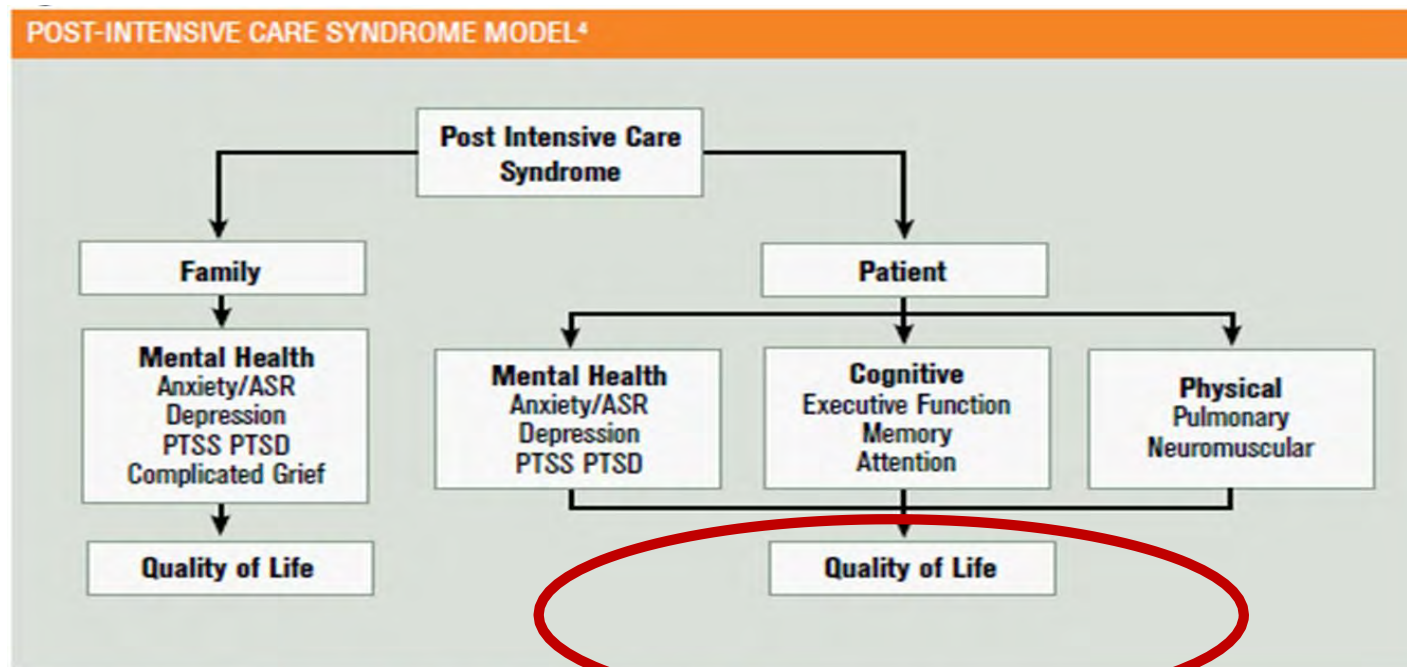 POST-INTENSIVE CARE SYNDROME MODEL⁴
Post Intensive Care
Syndrome
Family
Patient
Mental Health
Anxiety/ASR
Depression
PTSS PTSD
Complicated Grief
Mental Health
Anxiety/ASR
Depression
PTSS PTSD
Cognitive
Executive Function
Memory
Attention
Physical
Pulmonary
Neuromuscular
Quality of Life
Quality of Life